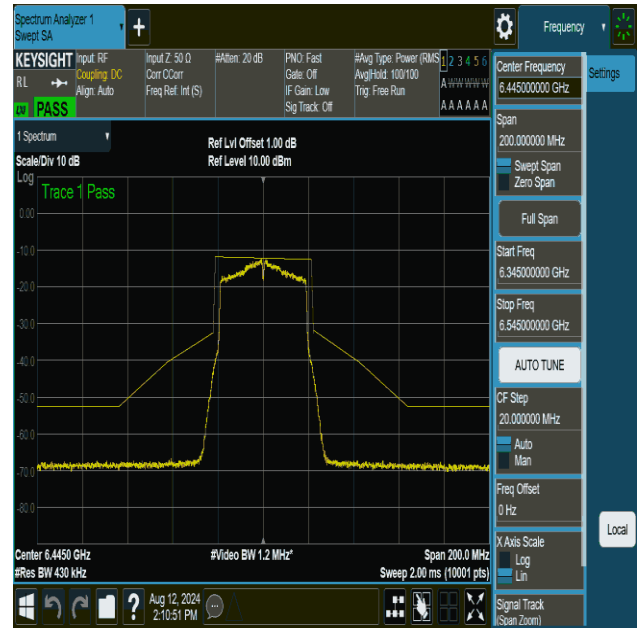 Spectrum Analyzer 1
Swept SA
+
Frequency
KEYSIGHT
RL
PASS
Input: RF
Coupling: DC
Align: Auto
Input Z: 50 Ω
Corr CCorr
Freq Ref: Int (S)
#Atten: 20 dB
PNO: Fast
Gate: Off
IF Gain: Low
Sig Track: Off
#Avg Type: Power (RMS
Avg|Hold: 100/100
Trig: Free Run
1 2 3 4 5 6
A W W W W W
A A A A A A
1 Spectrum
Scale/Div 10 dB
Log
Ref Lvl Offset 1.00 dB
Ref Level 10.00 dBm
Trace 1 Pass
0.00
-10.0
-20.0
-30.0
-40.0
-50.0
-60.0
-70.0
-80.0
Center 6.4450 GHz
#Res BW 430 kHz
#Video BW 1.2 MHz*
Span 200.0 MHz
Sweep 2.00 ms (10001 pts)
Aug 12, 2024
2:10:51 PM
Center Frequency
6.445000000 GHz
Settings
Span
200.000000 MHz
Swept Span
Zero Span
Full Span
Start Freq
6.345000000 GHz
Stop Freq
6.545000000 GHz
AUTO TUNE
CF Step
20.000000 MHz
Auto
Man
Freq Offset
0 Hz
X Axis Scale
Log
Lin
Local
Signal Track
(Span Zoom)